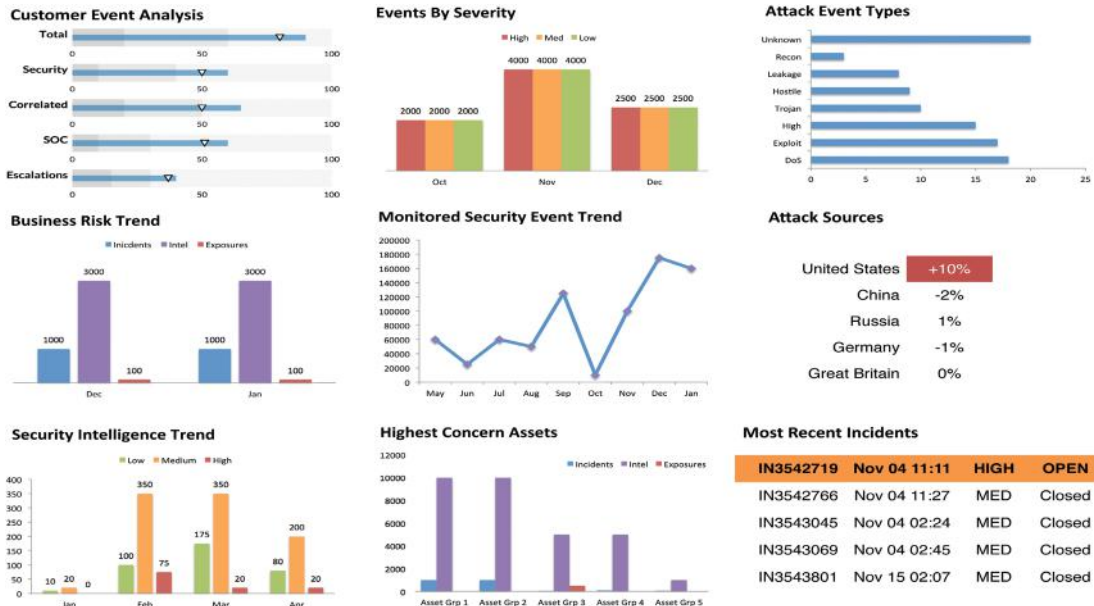 Customer Event Analysis
Total
0 50 100
Security
0 50 100
Correlated
0 50 100
SOC
0 50 100
Escalations
0 50 100
Events By Severity
High Med Low
2000 2000
4000 4000 4000
2500 2500 2500
Oct Nov Dec
Attack Event Types
Unknown
Recon
Leakage
Hostile
Trojan
High
Exploit
DoS
0 5 10 15 20 25
Business Risk Trend
Inicdents Intel Exposures
3000 3000
1000 1000
100 100
Dec Jan
Monitored Security Event Trend
200000
180000
160000
140000
120000
100000
80000
60000
40000
20000
0
May Jun Jul Aug Sep Oct Nov Dec Jan
Attack Sources
United States +10%
China -2%
Russia 1%
Germany -1%
Great Britain 0%
Security Intelligence Trend
Low Medium High
400
350
300
250
200
150
100
50
0
10 20 0
100 350 75
175 350 20
80 200 20
Jan Feb Mar Apr
Highest Concern Assets
Incidents Intel Exposures
12000
10000
8000
6000
4000
2000
0
Asset Grp 1 Asset Grp 2 Asset Grp 3 Asset Grp 4 Asset Grp 5
Most Recent Incidents
IN3542719 Nov 04 11:11 HIGH OPEN
IN3542766 Nov 04 11:27 MED Closed
IN3543045 Nov 04 02:24 MED Closed
IN3543069 Nov 04 02:45 MED Closed
IN3543801 Nov 15 02:07 MED Closed